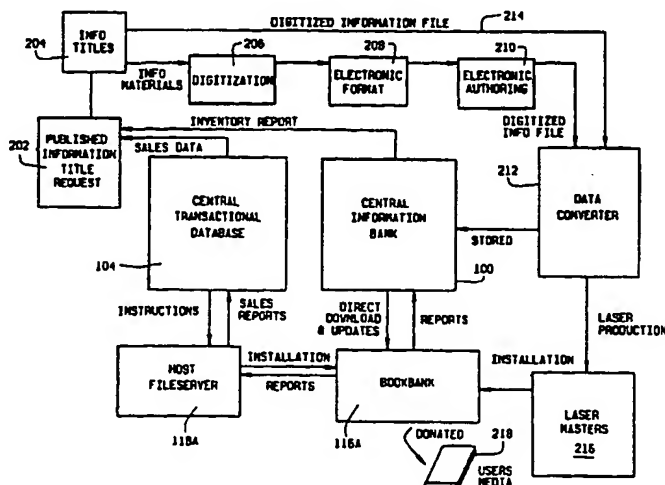 DIGITIZED INFORMATION FILE
214
204
INFO
TITLES
INFO
MATERIALS
206
DIGITIZATION
208
ELECTRONIC
FORMAT
210
ELECTRONIC
AUTHORING
INVENTORY REPORT
SALES DATA
DIGITIZED
INFO FILE
202
PUBLISHED
INFORMATION
TITLE
REQUEST
212
CENTRAL
TRANSACTIONAL
DATABASE
104
CENTRAL
INFORMATION
BANK
100
DATA
CONVERTER
STORED
INSTRUCTIONS
SALES
REPORTS
DIRECT
DOWNLOAD
& UPDATES
REPORTS
LASER
PRODUCTION
HOST
FILESERVER
118A
INSTALLATION
REPORTS
BOOKBANK
116A
INSTALLATION
LASER
MASTERS
216
DONATED
218
USERS
MEDIA